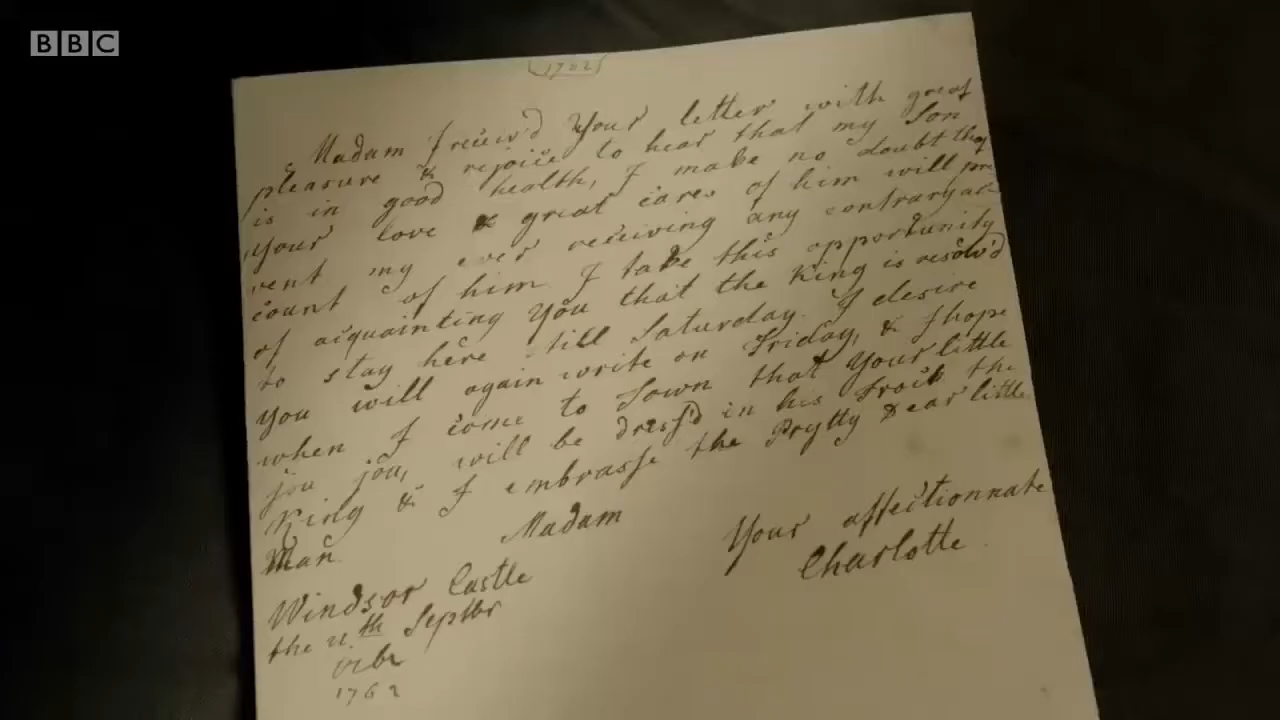 BBC
(1762)
Madam I receiv'd Your letter with great
pleasure & rejoice to hear that my Son
is in good health, I make no doubt that
Your love & great cares of him will pre
vent my ever receiving any contrary ac
count of him I take this opportunity
of acquainting You that the King is resolv'd
to stay here till Saturday. I desire
You will again write on Friday, & I hope
when I come to Town that Your little
jou jou, will be dress'd in his Frock the
King & I embrasse the Prytty Dear little
Man.
Madam
Your affectionnate
Charlotte
Windsor Castle
the Septbr
1762